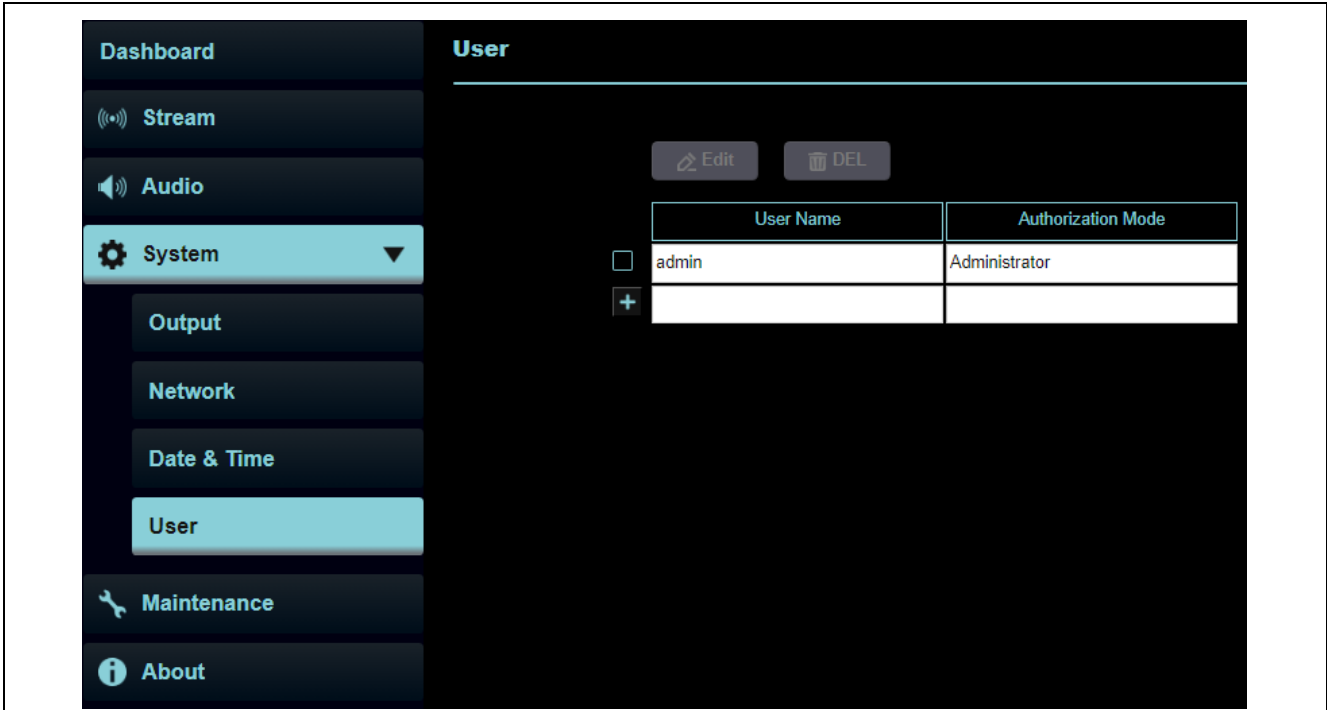 Dashboard
Stream
Audio
System
Output
Network
Date & Time
User
Maintenance
About
User
Edit
DEL
User Name
Authorization Mode
admin
Administrator